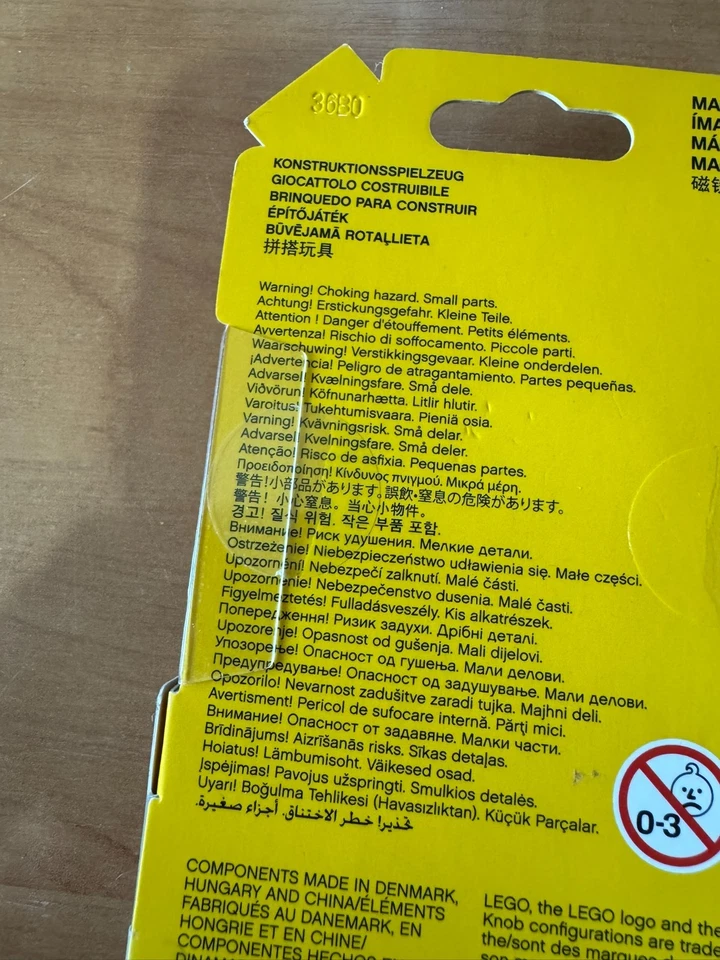 36B0
KONSTRUKTIONSSPIELZEUG
GIOCATTOLO COSTRUIBILE
BRINQUEDO PARA CONSTRUIR
ÉPÍTŐJÁTÉK
BŪVĒJAMĀ ROTAĻLIETA
拼搭玩具
MA
ÍMA
MÁ
MA
磁
Warning! Choking hazard. Small parts.
Achtung! Erstickungsgefahr. Kleine Teile.
Attention ! Danger d'étouffement. Petits éléments.
Avvertenza! Rischio di soffocamento. Piccole parti.
Waarschuwing! Verstikkingsgevaar. Kleine onderdelen.
¡Advertencia! Peligro de atragantamiento. Partes pequeñas.
Advarsel! Kvælningsfare. Små dele.
Viðvörun! Köfnunarhætta. Litlir hlutir.
Varoitus! Tukehtumisvaara. Pieniä osia.
Varning! Kvävningsrisk. Små delar.
Advarsel! Kvelningsfare. Små deler.
Atenção! Risco de asfixia. Pequenas partes.
Προειδοποίηση! Κίνδυνος πνιγμού. Μικρά μέρη.
警告!小部品があります。誤飲・窒息の危険があります。
警告！小心窒息。当心小物件。
경고! 질식 위험. 작은 부품 포함.
Внимание! Риск удушения. Мелкие детали.
Ostrzeżenie! Niebezpieczeństwo udławienia się. Małe części.
Upozornění! Nebezpečí zalknutí. Malé části.
Upozornenie! Nebezpečenstvo dusenia. Malé časti.
Figyelmeztetés! Fulladásveszély. Kis alkatrészek.
Попередження! Ризик задухи. Дрібні деталі.
Upozorenje! Opasnost od gušenja. Mali dijelovi.
Упозорење! Опасност од гушења. Мали делови.
Предупредување! Опасност од задушување. Мали делови.
Opozorilo! Nevarnost zadušitve zaradi tujka. Majhni deli.
Avertisment! Pericol de sufocare internă. Părţi mici.
Внимание! Опасност от задавяне. Малки части.
Brīdinājums! Aizrīšanās risks. Sīkas detaļas.
Hoiatus! Lämbumisoht. Väikesed osad.
Įspėjimas! Pavojus užspringti. Smulkios detalės.
Uyarı! Boğulma Tehlikesi (Havasızlıktan). Küçük Parçalar.
تحذير! خطر الاختناق. أجزاء صغيرة.
0-3
COMPONENTS MADE IN DENMARK,
HUNGARY AND CHINA/ÉLÉMENTS
FABRIQUÉS AU DANEMARK, EN
HONGRIE ET EN CHINE/
COMPONENTES HECHOS
LEGO, the LEGO logo and the
Knob configurations are trade
the/sont des marques